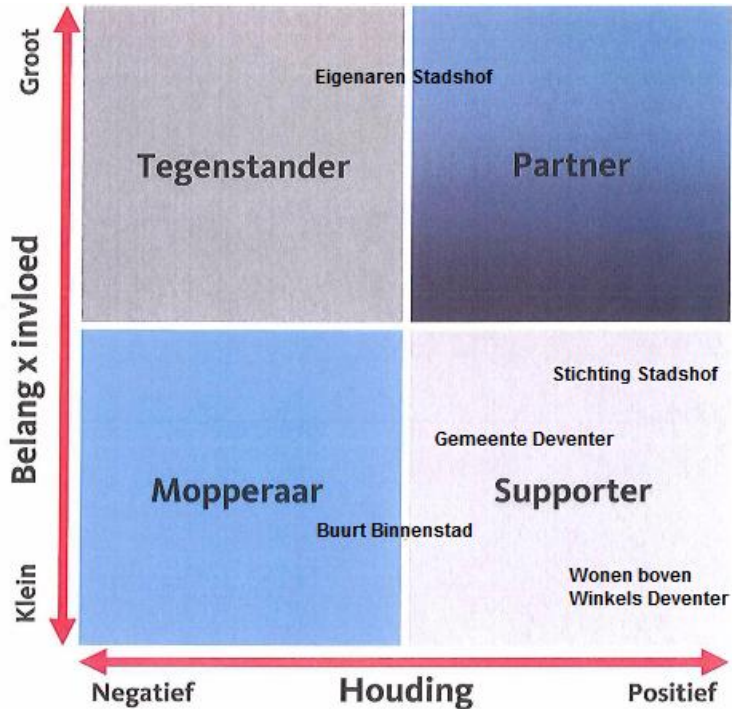 Groot
Eigenaren Stadshof
Tegenstander
Partner
Belang x invloed
Stichting Stadshof
Gemeente Deventer
Mopperaar
Supporter
Buurt Binnenstad
Wonen boven
Winkels Deventer
Klein
Negatief
Houding
Positief